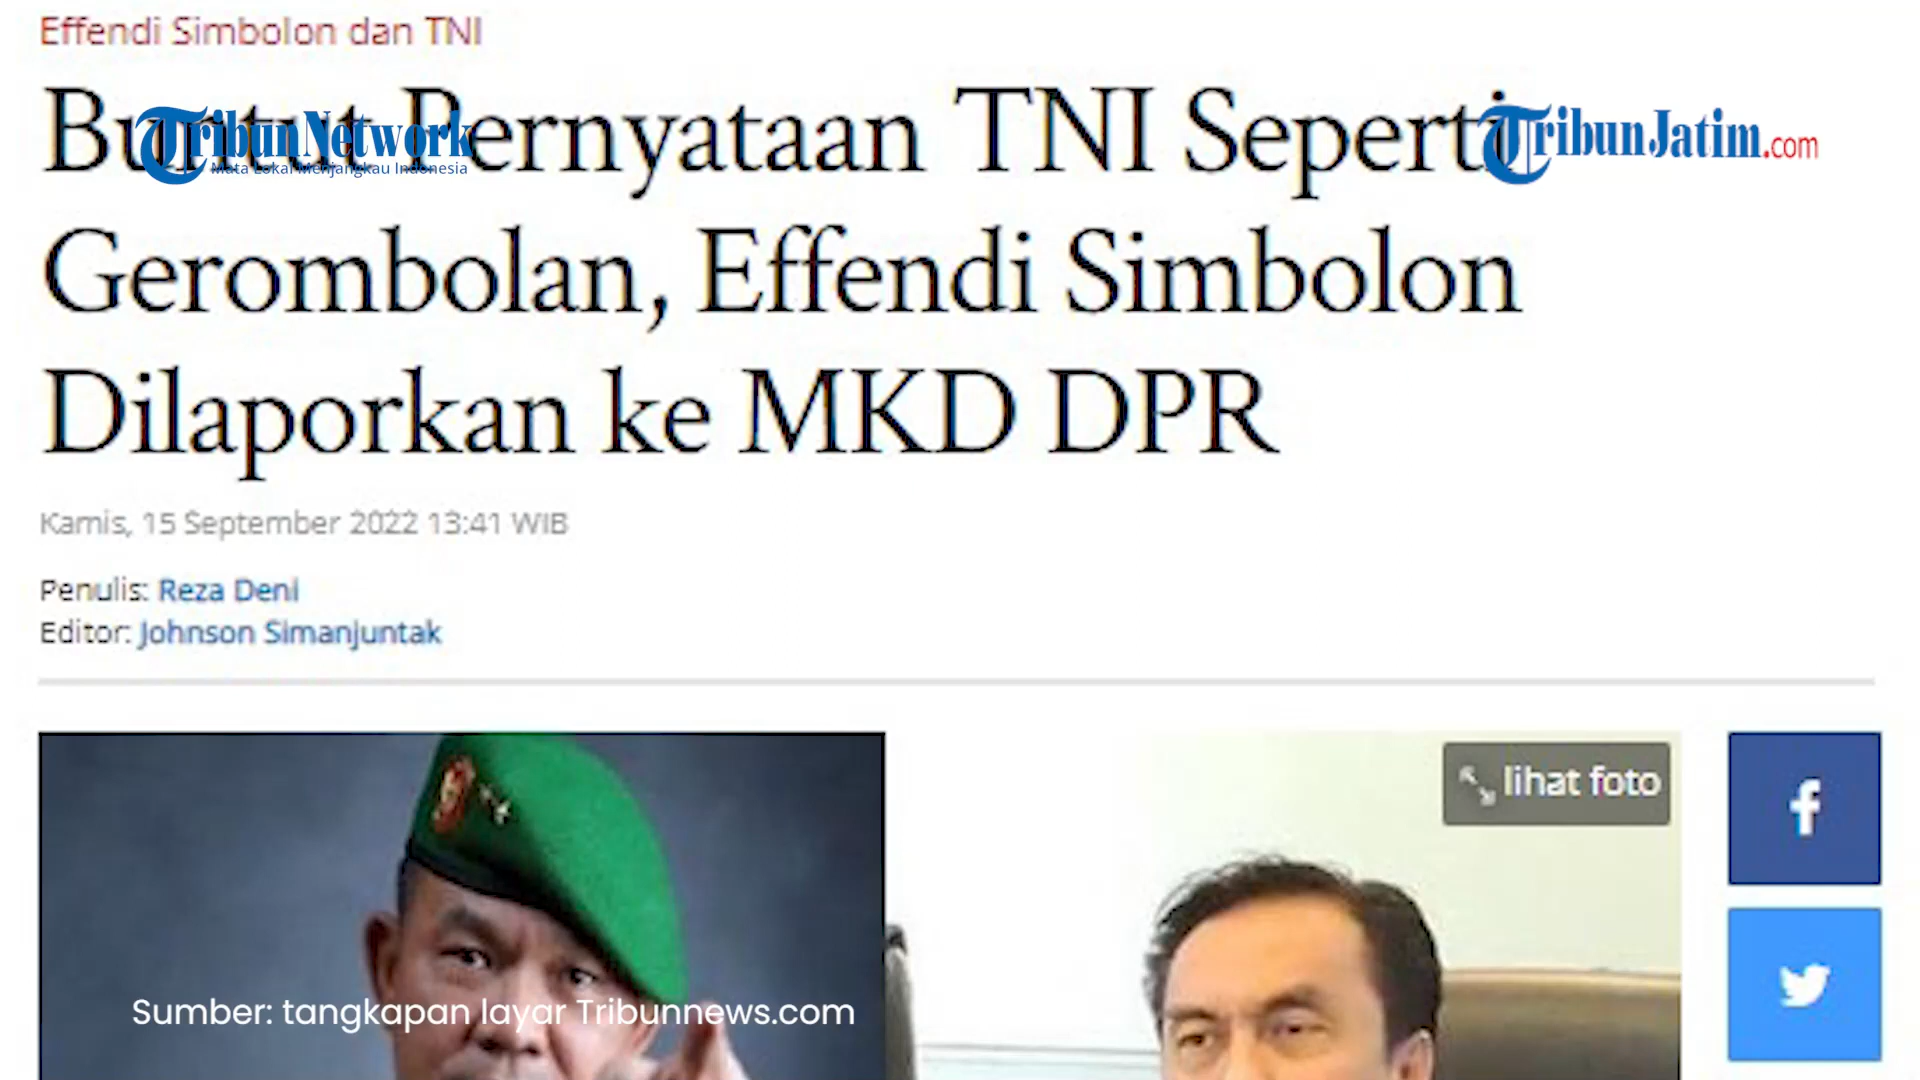 Effendi Simbolon dan TNI
Buntut Pernyataan TNI Seperti
TribunNetwork
Mata Lokal Menjangkau Indonesia
TribunJatim.com
Gerombolan, Effendi Simbolon
Dilaporkan ke MKD DPR
Kamis, 15 September 2022 13:41 WIB
Penulis: Reza Deni
Editor: Johnson Simanjuntak
lihat foto
Sumber: tangkapan layar Tribunnews.com